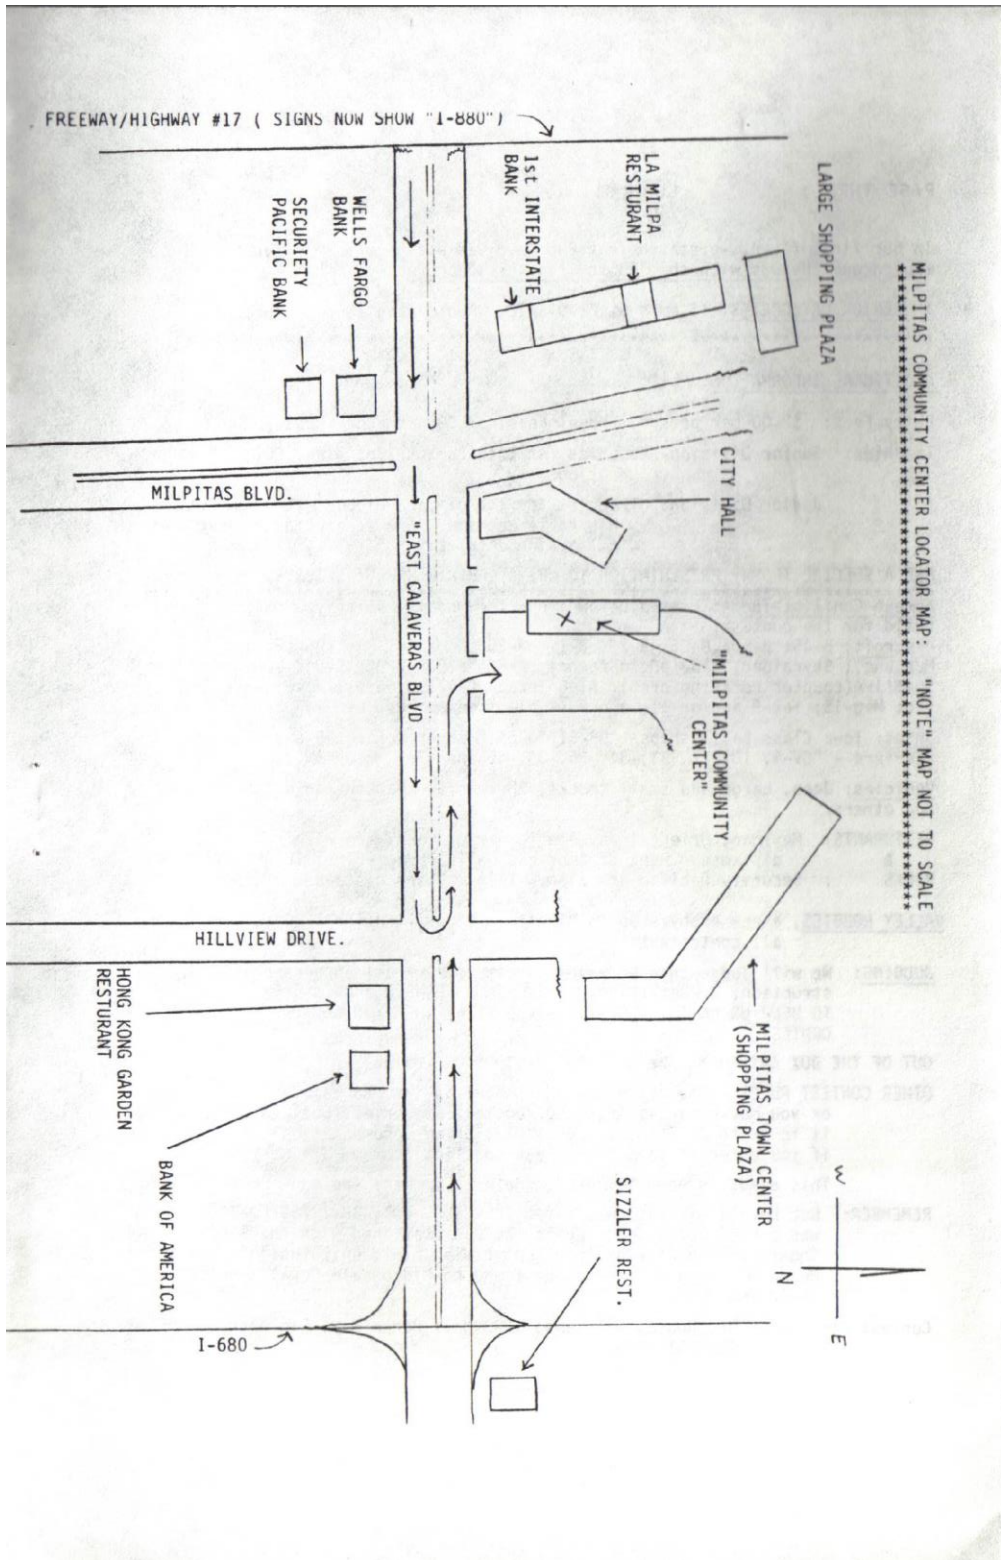 MILPITAS COMMUNITY CENTER LOCATOR MAP: "NOTE" MAP NOT TO SCALE
*****************************************************
FREEWAY/HIGHWAY #17 ( SIGNS NOW SHOW "I-880")
LARGE SHOPPING PLAZA
LA MILPA
RESTURANT
1st INTERSTATE
BANK
WELLS FARGO
BANK
SECURIETY
PACIFIC BANK
CITY HALL
MILPITAS BLVD.
"EAST CALAVERAS BLVD
"MILPITAS COMMUNITY
CENTER"
X
HILLVIEW DRIVE.
MILPITAS TOWN CENTER
(SHOPPING PLAZA)
HONG KONG GARDEN
RESTURANT
BANK OF AMERICA
SIZZLER REST.
I-680
W
N
E